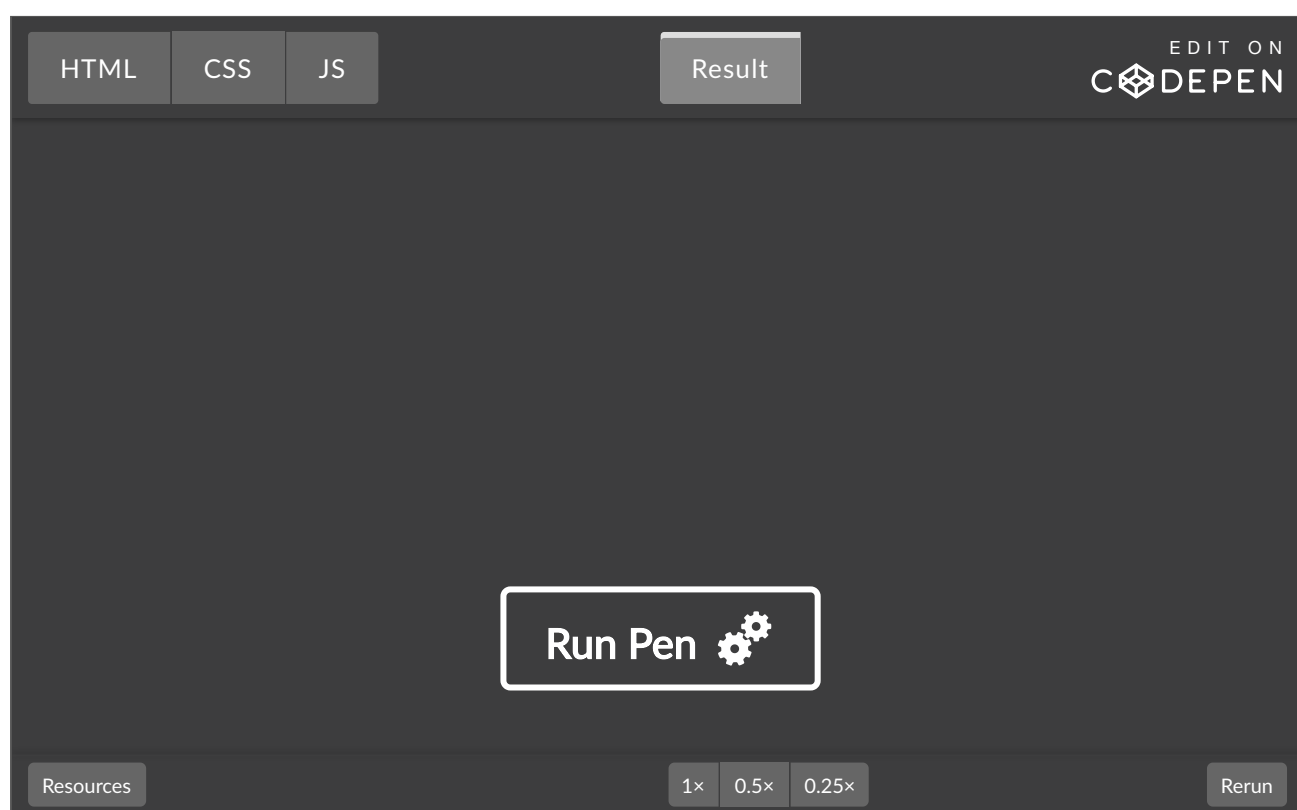 HTML CSS JS Result EDIT ON
CODEPEN
Run Pen
Resources 1× 0.5× 0.25× Rerun